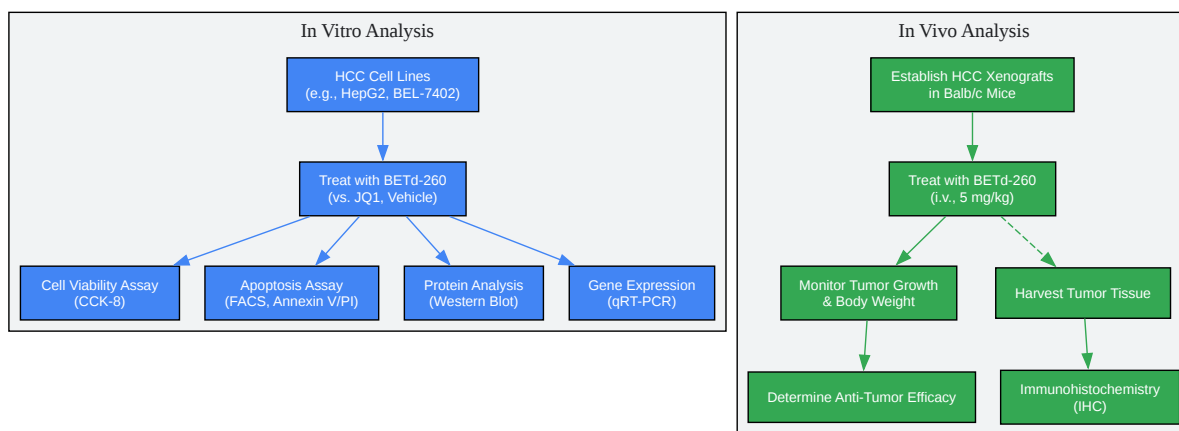 In Vitro Analysis
HCC Cell Lines
(e.g., HepG2, BEL-7402)
Treat with BETd-260
(vs. JQ1, Vehicle)
Cell Viability Assay
(CCK-8)
Apoptosis Assay
(FACS, Annexin V/PI)
Protein Analysis
(Western Blot)
Gene Expression
(qRT-PCR)
In Vivo Analysis
Establish HCC Xenografts
in Balb/c Mice
Treat with BETd-260
(i.v., 5 mg/kg)
Monitor Tumor Growth
& Body Weight
Harvest Tumor Tissue
Determine Anti-Tumor Efficacy
Immunohistochemistry
(IHC)